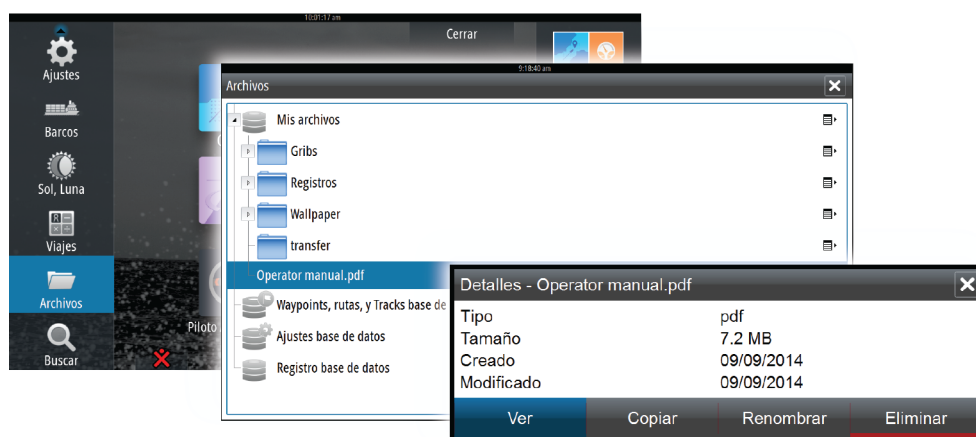 10:01:17 am
Cerrar
Ajustes
Barcos
Sol, Luna
Viajes
Archivos
Buscar
Piloto
9:18:40 am
Archivos
Mis archivos
Gribs
Registros
Wallpaper
transfer
Operator manual.pdf
Waypoints, rutas, y Tracks base de
Ajustes base de datos
Registro base de datos
Detalles - Operator manual.pdf
Tipo pdf
Tamaño 7.2 MB
Creado 09/09/2014
Modificado 09/09/2014
Ver Copiar Renombrar Eliminar